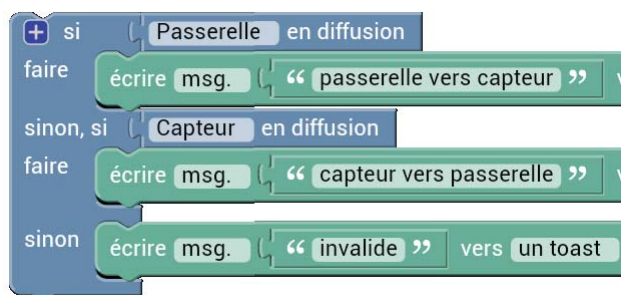 + si Passerelle en diffusion
faire écrire msg. “ passerelle vers capteur ” v
sinon, si Capteur en diffusion
faire écrire msg. “ capteur vers passerelle ” v
sinon écrire msg. “ invalide ” vers un toast